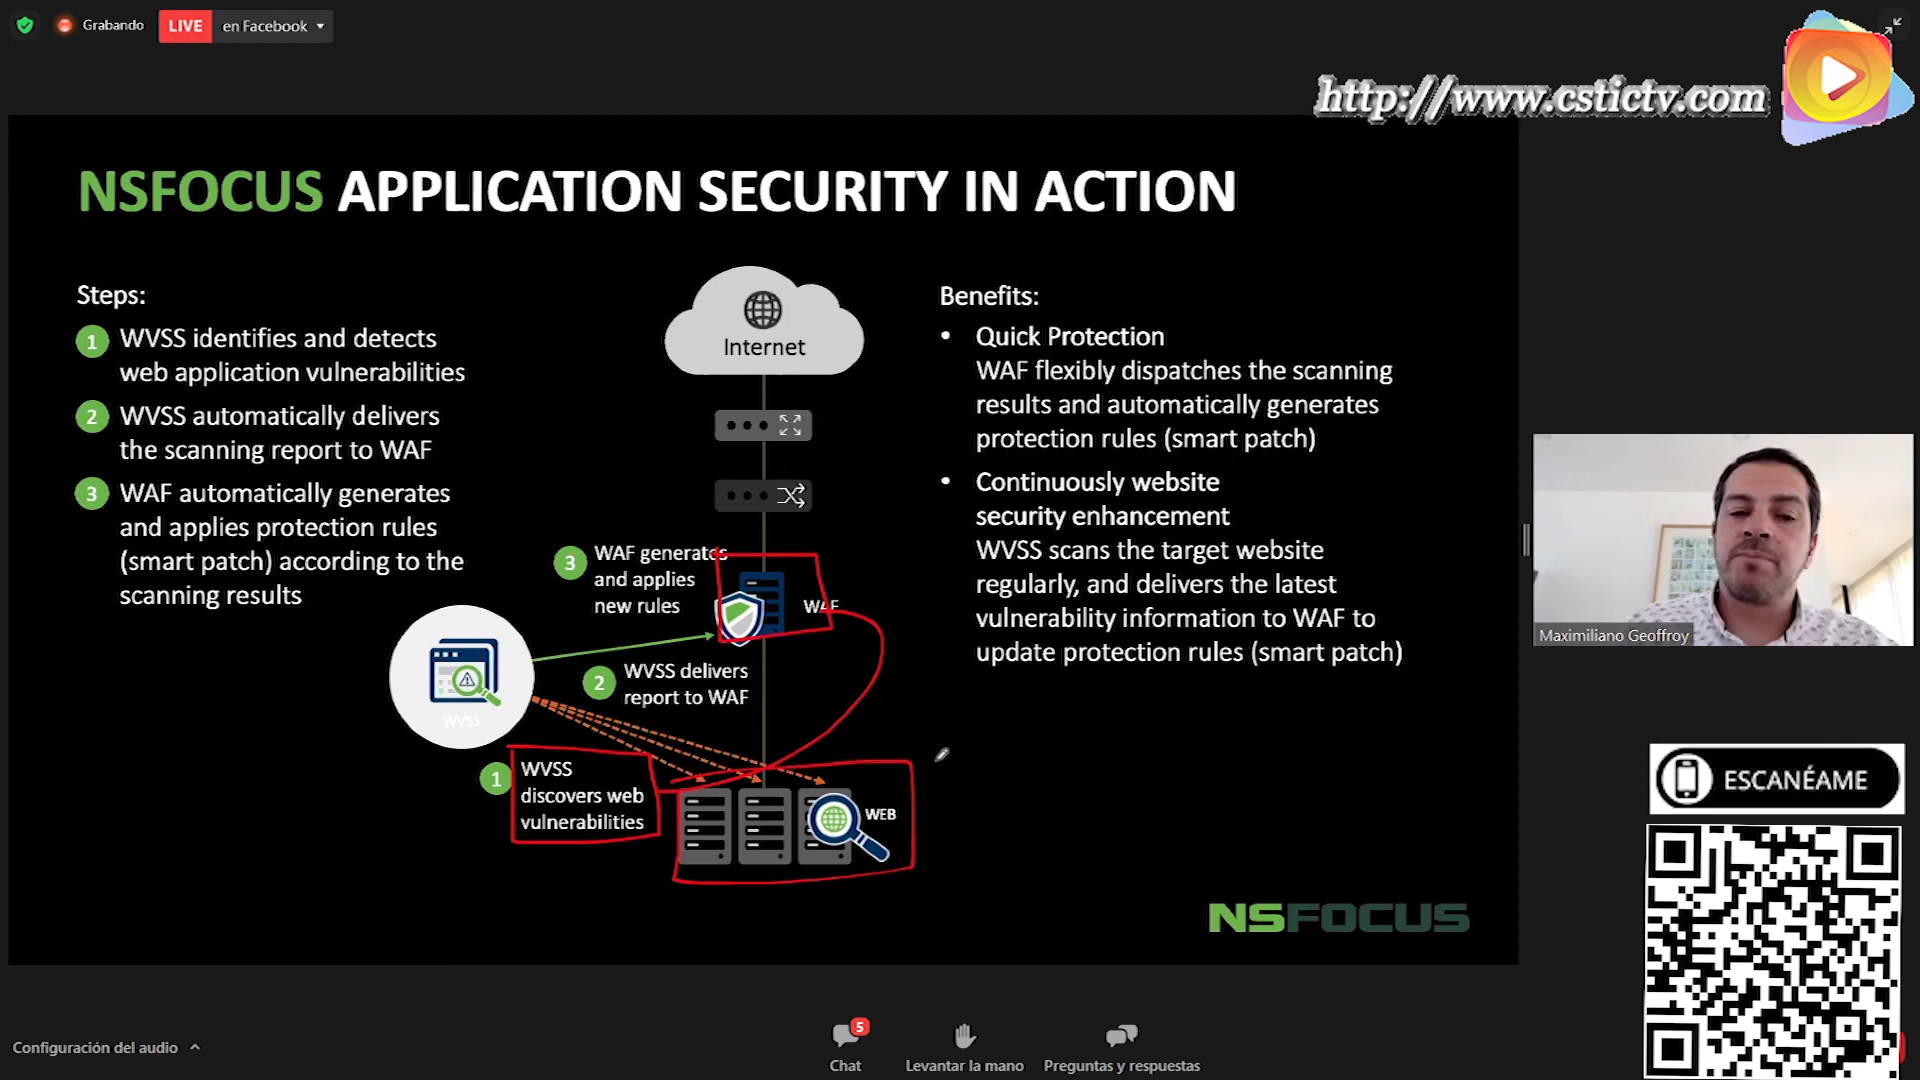 Grabando
LIVE
en Facebook
http://www.cstictv.com
NSFOCUS APPLICATION SECURITY IN ACTION
Steps:
1 WVSS identifies and detects
web application vulnerabilities
2 WVSS automatically delivers
the scanning report to WAF
3 WAF automatically generates
and applies protection rules
(smart patch) according to the
scanning results
Internet
3 WAF generates
and applies
new rules
WAF
WVSS
2 WVSS delivers
report to WAF
1 WVSS
discovers web
vulnerabilities
WEB
Benefits:
• Quick Protection
WAF flexibly dispatches the scanning
results and automatically generates
protection rules (smart patch)
• Continuously website
security enhancement
WVSS scans the target website
regularly, and delivers the latest
vulnerability information to WAF to
update protection rules (smart patch)
NSFOCUS
Maximiliano Geoffroy
ESCANÉAME
Configuración del audio
5
Chat
Levantar la mano
Preguntas y respuestas